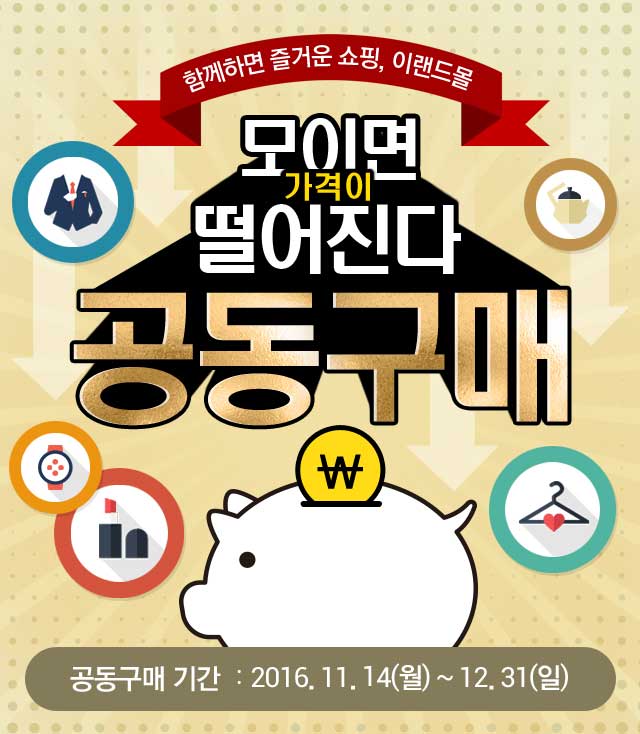 함께하면 즐거운 쇼핑, 이랜드몰
모이면
가격이
떨어진다
공동구매
₩
공동구매 기간 : 2016. 11. 14(월) ~ 12. 31(일)